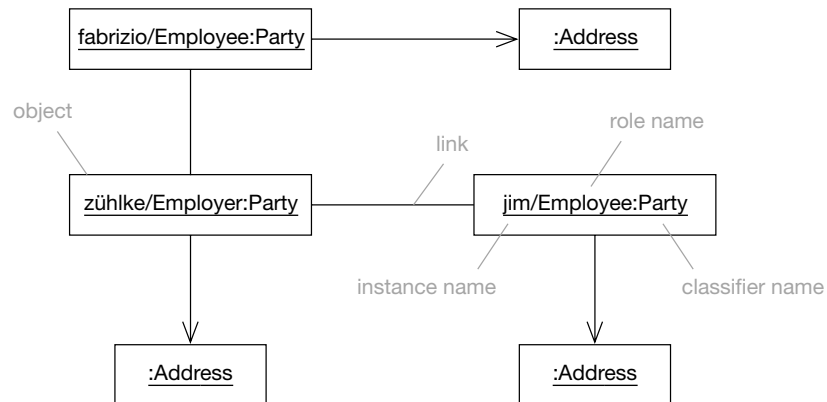 fabrizio/Employee:Party
:Address
object
role name
link
zühlke/Employer:Party
jim/Employee:Party
instance name
classifier name
:Address
:Address